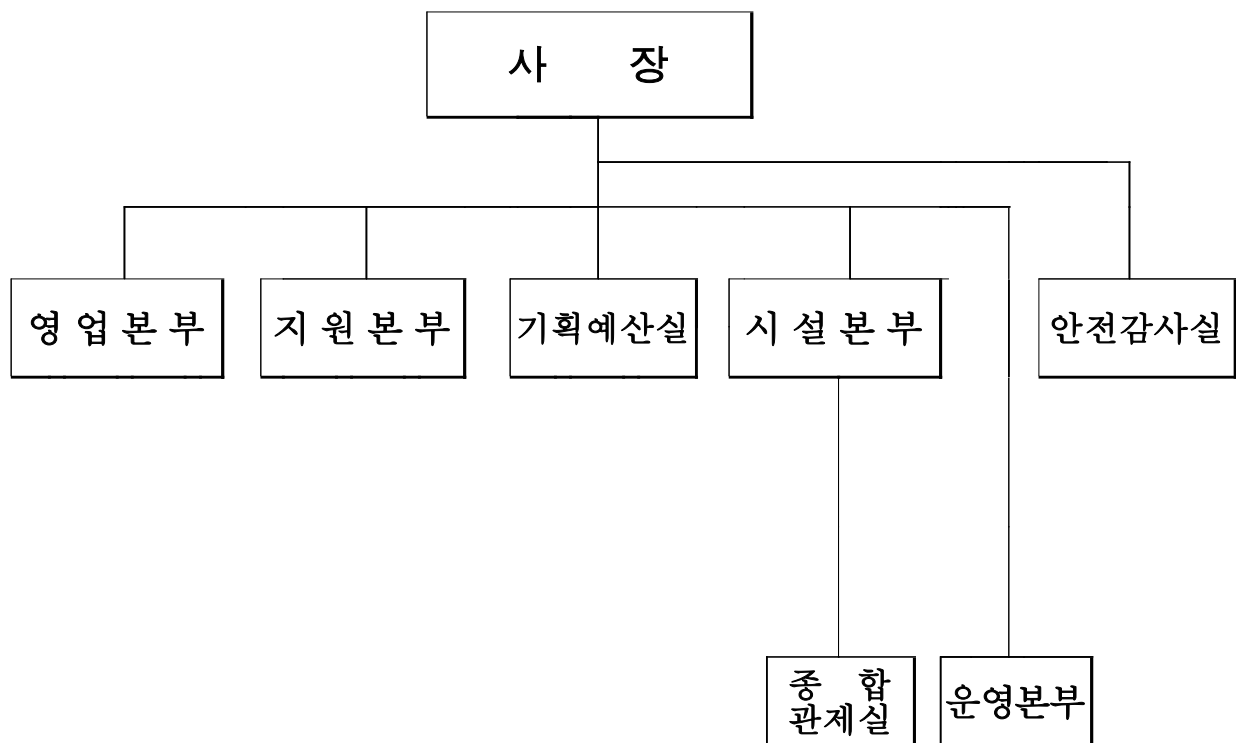 사 장
영 업 본 부
지 원 본 부
기획예산실
시 설 본 부
안전감사실
종 합
관제실
운영본부